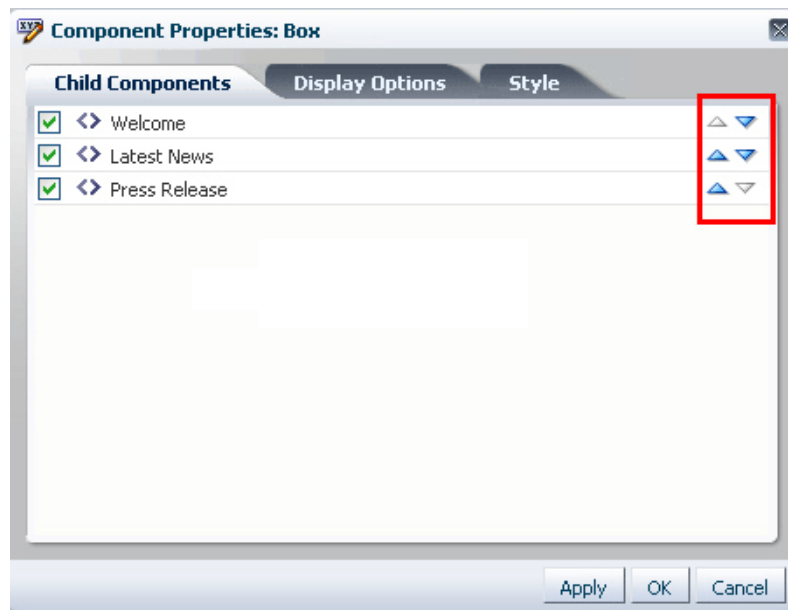 Component Properties: Box
Child Components Display Options Style
Welcome
Latest News
Press Release
Apply OK Cancel